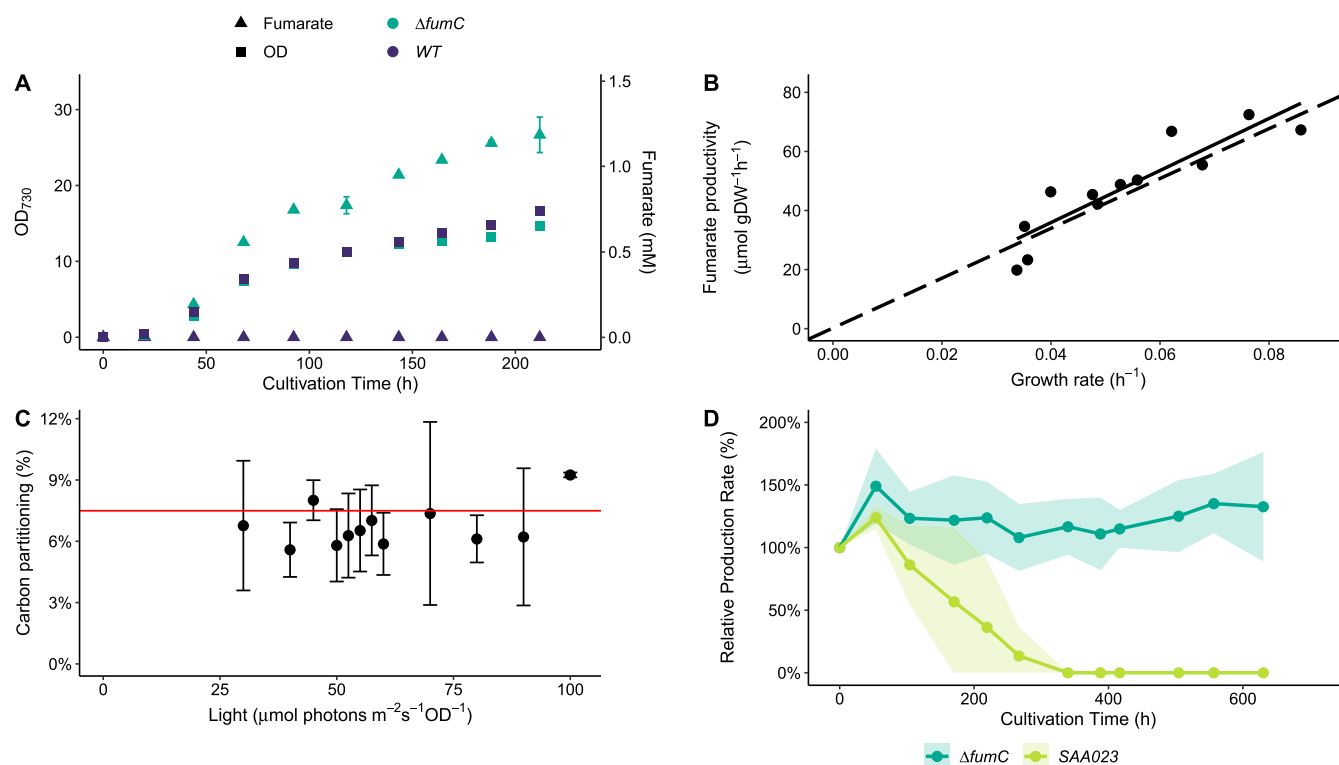 Fumarate
ΔfumC
OD
WT
A
OD730
30
20
10
0
1.5
1.0
0.5
0.0
Fumarate (mM)
0 50 100 150 200
Cultivation Time (h)
B
Fumarate productivity
(μmol gDW⁻¹h⁻¹)
80
60
40
20
0
0.00 0.02 0.04 0.06 0.08
Growth rate (h⁻¹)
C
Carbon partitioning (%)
12%
9%
6%
3%
0%
0 25 50 75 100
Light (μmol photons m⁻²s⁻¹OD⁻¹)
D
Relative Production Rate (%)
200%
150%
100%
50%
0%
0 200 400 600
Cultivation Time (h)
ΔfumC SAA023